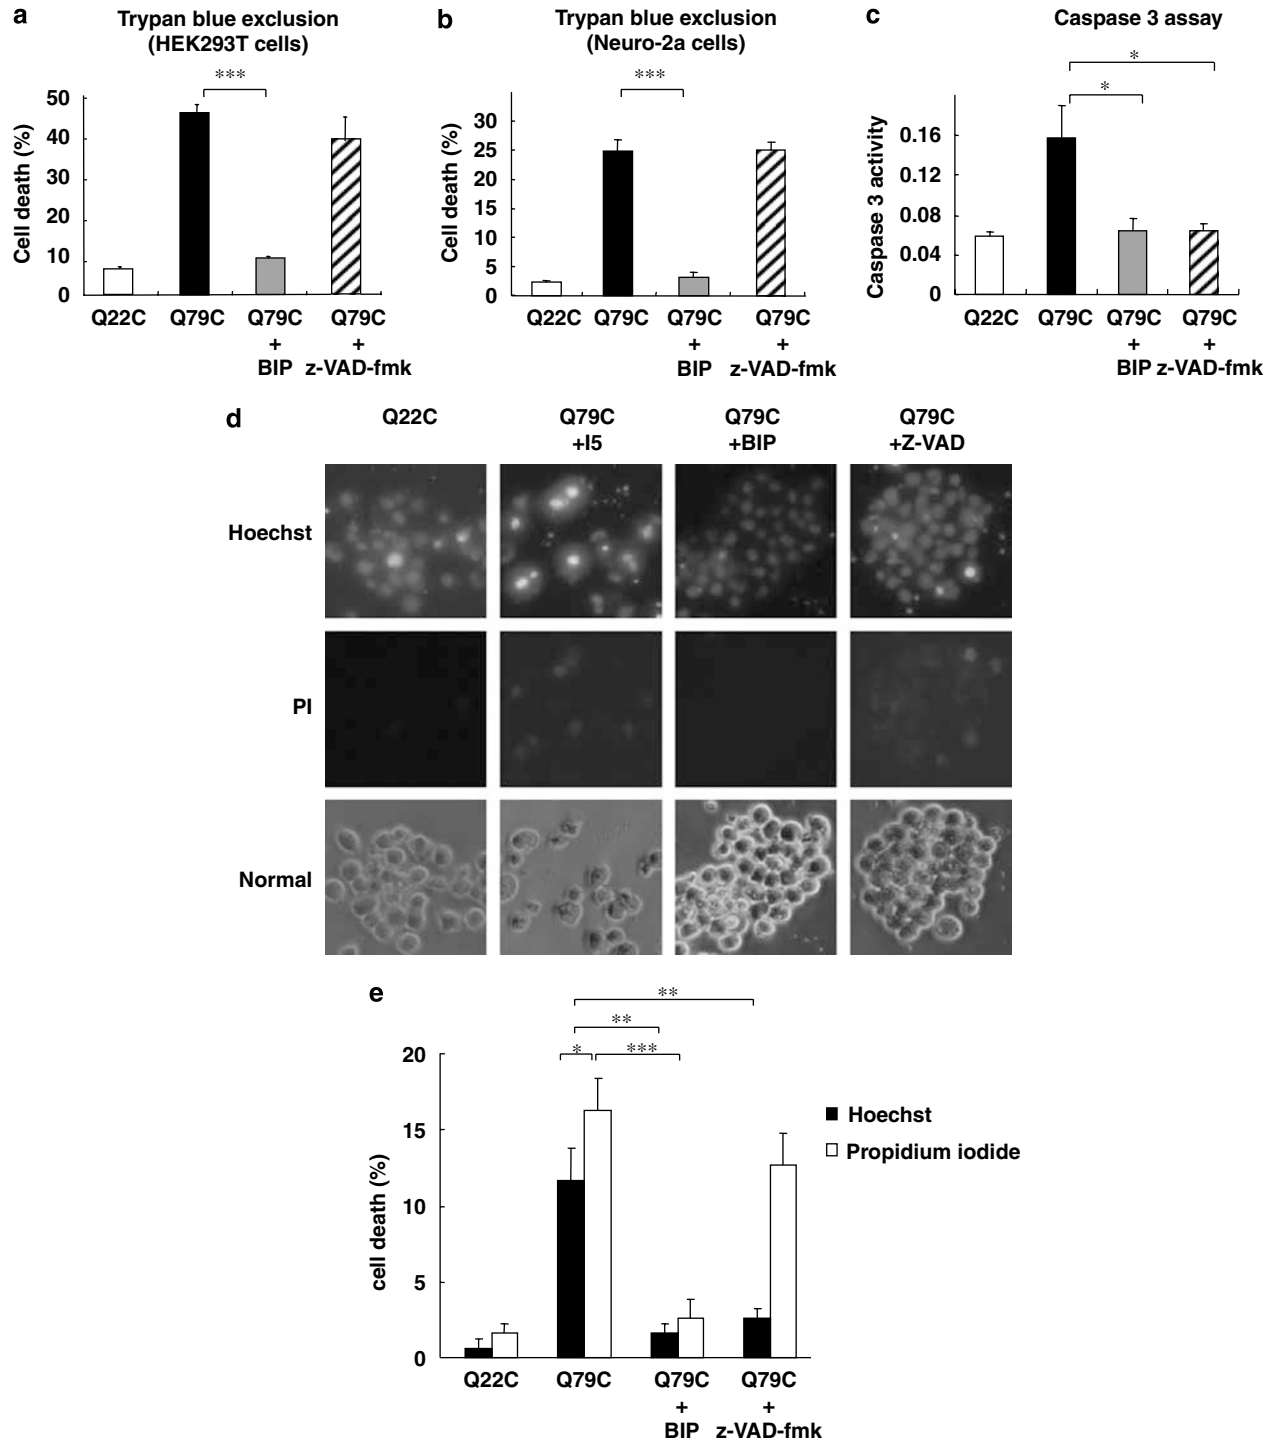 a
Trypan blue exclusion
(HEK293T cells)
***
Cell death (%)
50
40
30
20
10
0
Q22C Q79C Q79C Q79C
+ +
BIP z-VAD-fmk
b
Trypan blue exclusion
(Neuro-2a cells)
***
Cell death (%)
30
25
20
15
10
5
0
Q22C Q79C Q79C Q79C
+ +
BIP z-VAD-fmk
c
Caspase 3 assay
*
*
Caspase 3 activity
0.16
0.12
0.08
0.04
0
Q22C Q79C Q79C Q79C
+ +
BIP z-VAD-fmk
d
Q22C Q79C Q79C Q79C
+I5 +BIP +Z-VAD
Hoechst
PI
Normal
e
**
**
* ***
cell death (%)
20
15
10
5
0
Hoechst
Propidium iodide
Q22C Q79C Q79C Q79C
+ +
BIP z-VAD-fmk